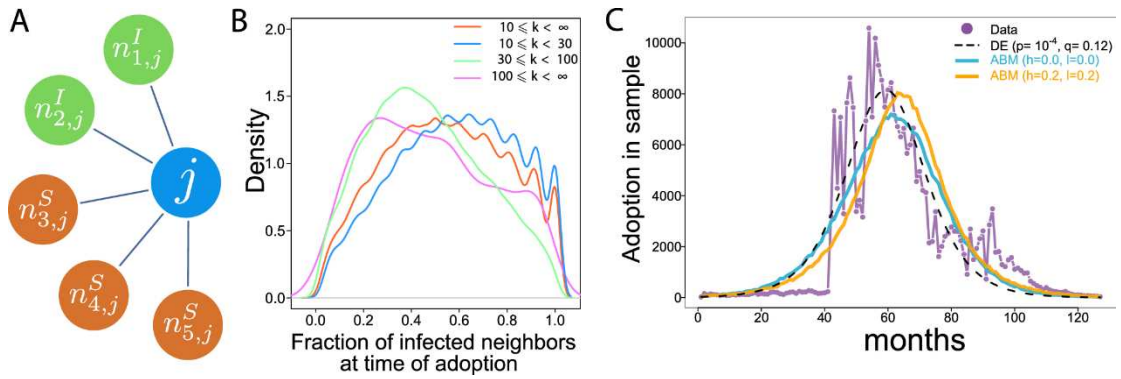 A
n^I_{1,j}
n^I_{2,j}
j
n^S_{3,j}
n^S_{4,j}
n^S_{5,j}
B
10 ⩽ k < ∞
10 ⩽ k < 30
30 ⩽ k < 100
100 ⩽ k < ∞
2.0
1.5
1.0
0.5
0.0
Density
0.0 0.2 0.4 0.6 0.8 1.0
Fraction of infected neighbors
at time of adoption
C
Data
DE (p= 10^{-4}, q= 0.12)
ABM (h=0.0, l=0.0)
ABM (h=0.2, l=0.2)
10000
8000
6000
4000
2000
0
Adoption in sample
0 20 40 60 80 100 120
months